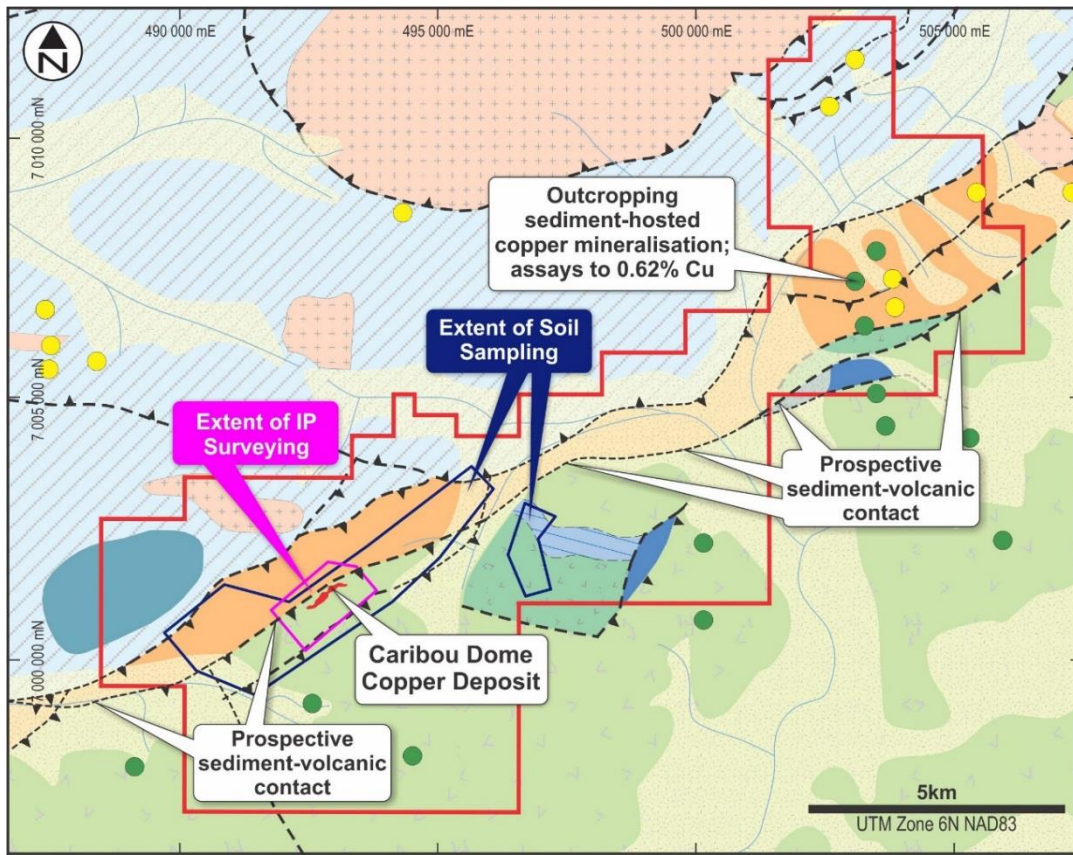 490 000 mE
495 000 mE
500 000 mE
505 000 mE
N
7 010 000 mN
7 005 000 mN
7 000 000 mN
Outcropping
sediment-hosted
copper mineralisation;
assays to 0.62% Cu
Extent of Soil
Sampling
Extent of IP
Surveying
Prospective
sediment-volcanic
contact
Caribou Dome
Copper Deposit
Prospective
sediment-volcanic
contact
5km
UTM Zone 6N NAD83